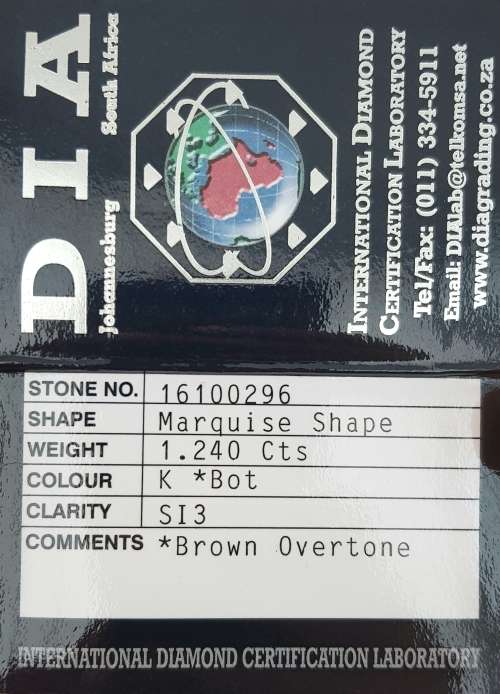 DIA
Johannesburg South Africa
INTERNATIONAL DIAMOND
CERTIFICATION LABORATORY
Tel/Fax: (011) 334-5911
Email: DIAlab@telkomsa.net
www.diagrading.co.za
STONE NO. 16100296
SHAPE Marquise Shape
WEIGHT 1.240 Cts
COLOUR K *Bot
CLARITY SI3
COMMENTS *Brown Overtone
INTERNATIONAL DIAMOND CERTIFICATION LABORATORY